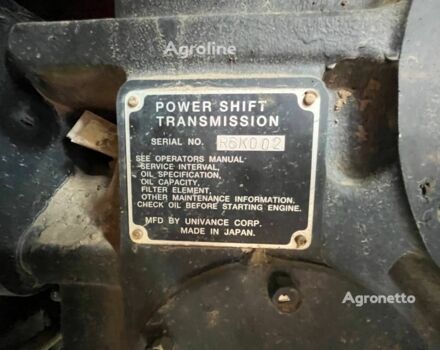 Agroline
autoline
POWER SHIFT
TRANSMISSION
SERIAL NO. R6K002
SEE OPERATORS MANUAL
SERVICE INTERVAL,
OIL SPECIFICATION,
OIL CAPACITY,
FILTER ELEMENT,
OTHER MAINTENANCE INFORMATION.
CHECK OIL BEFORE STARTING ENGINE.
MFD BY UNIVANCE CORP.
MADE IN JAPAN.
Agronetto